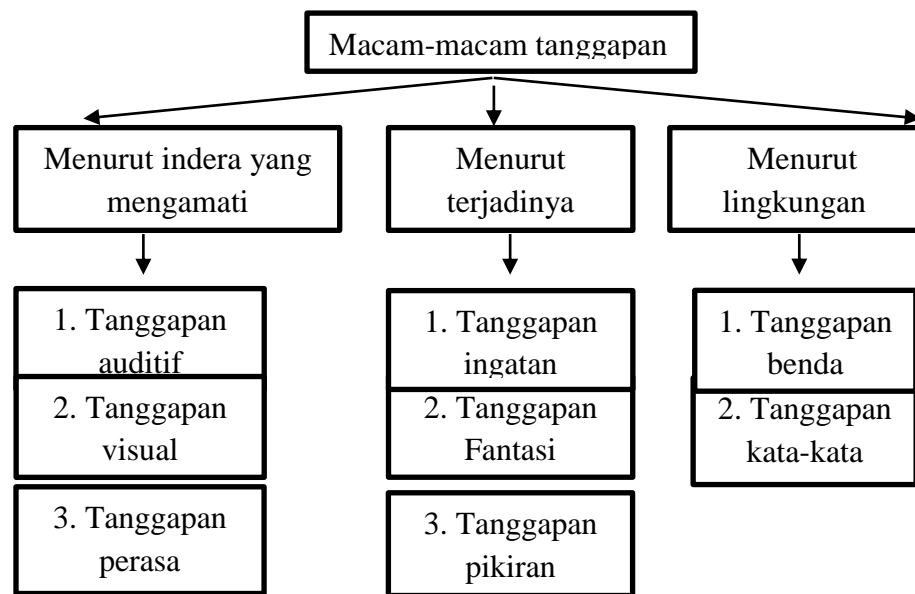 Macam-macam tanggapan
Menurut indera yang
mengamati
Menurut
terjadinya
Menurut
lingkungan
1. Tanggapan
auditif
2. Tanggapan
visual
3. Tanggapan
perasa
1. Tanggapan
ingatan
2. Tanggapan
Fantasi
3. Tanggapan
pikiran
1. Tanggapan
benda
2. Tanggapan
kata-kata